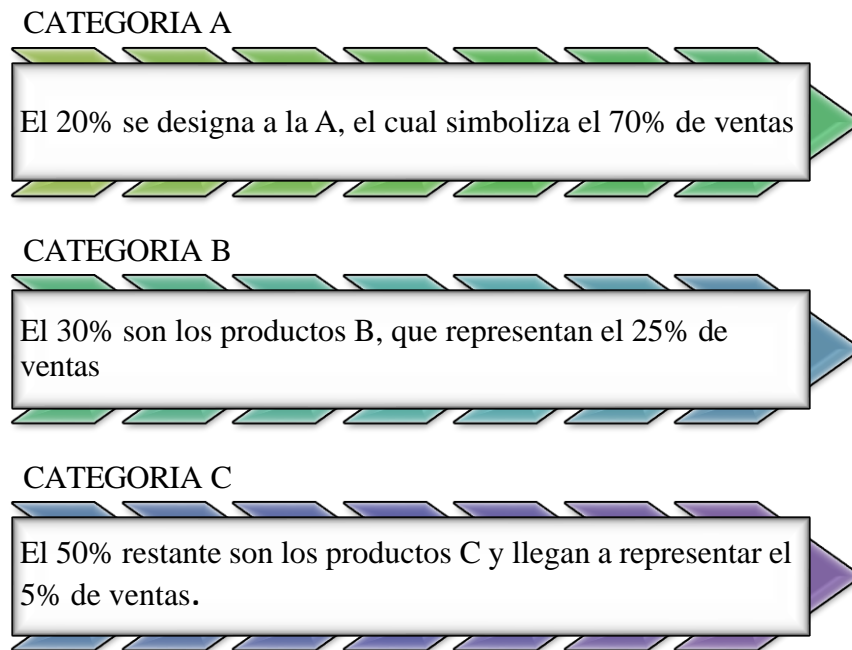 CATEGORIA A
El 20% se designa a la A, el cual simboliza el 70% de ventas
CATEGORIA B
El 30% son los productos B, que representan el 25% de
ventas
CATEGORIA C
El 50% restante son los productos C y llegan a representar el
5% de ventas.